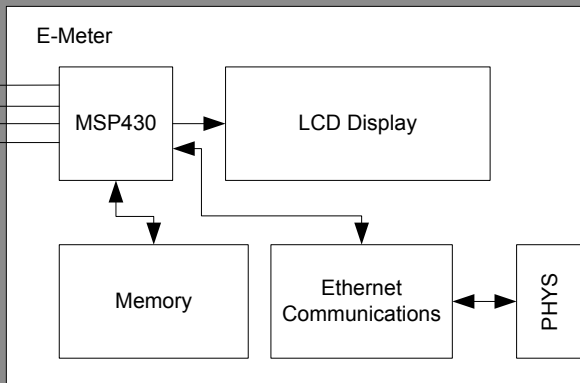 E-Meter
MSP430
LCD Display
Memory
Ethernet
Communications
PHYS